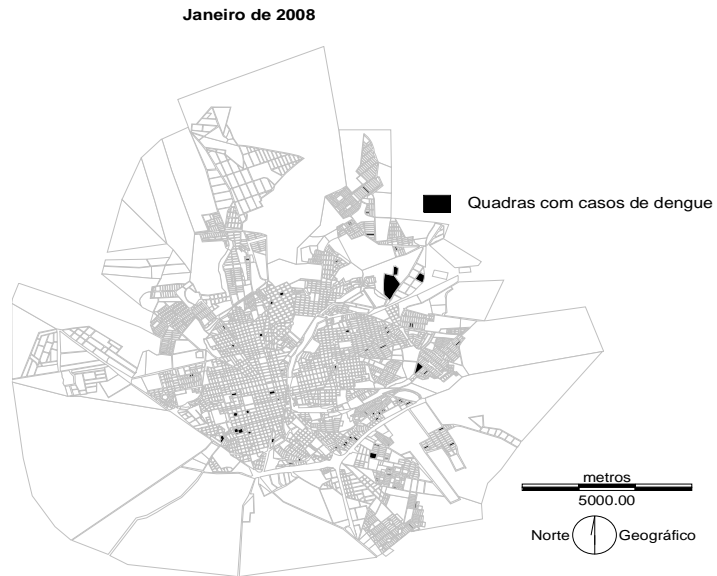 Janeiro de 2008
Quadras com casos de dengue
metros
5000.00
Norte Geográfico